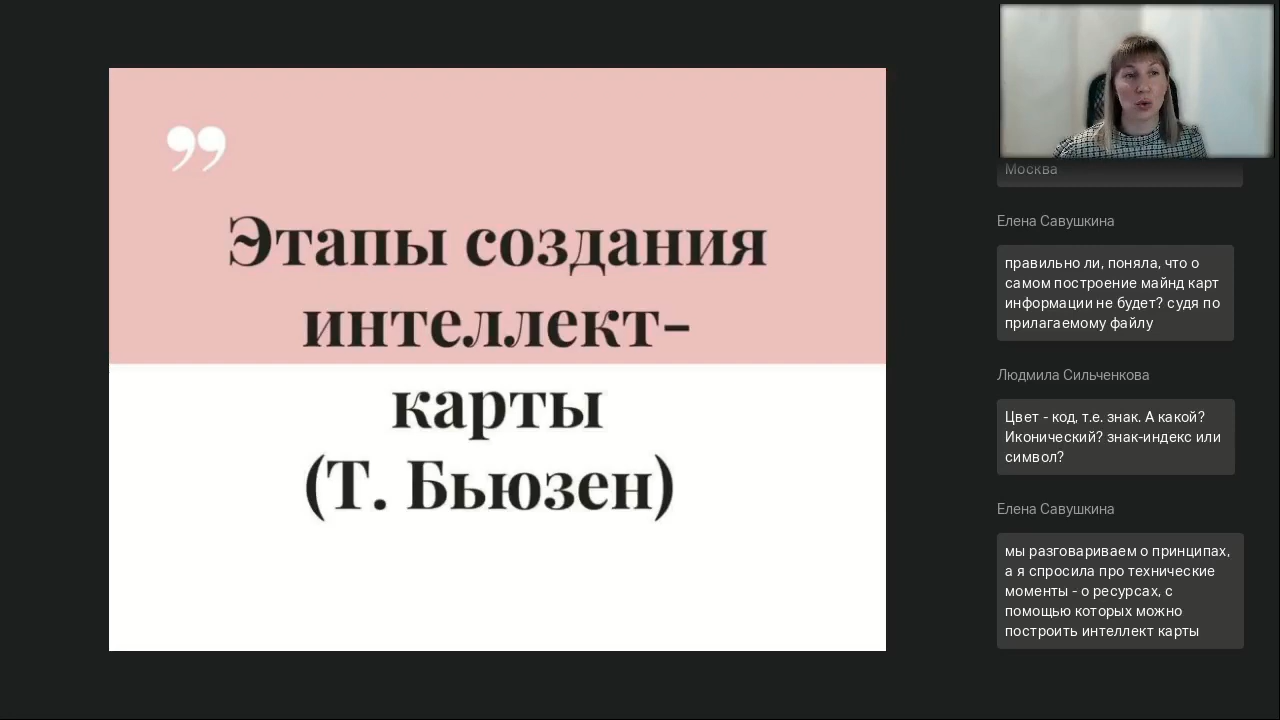 ”
Этапы создания
интеллект-
карты
(Т. Бьюзен)
Москва
Елена Савушкина
правильно ли, поняла, что о
самом построение майнд карт
информации не будет? судя по
прилагаемому файлу
Людмила Сильченкова
Цвет - код, т.е. знак. А какой?
Иконический? знак-индекс или
символ?
Елена Савушкина
мы разговариваем о принципах,
а я спросила про технические
моменты - о ресурсах, с
помощью которых можно
построить интеллект карты